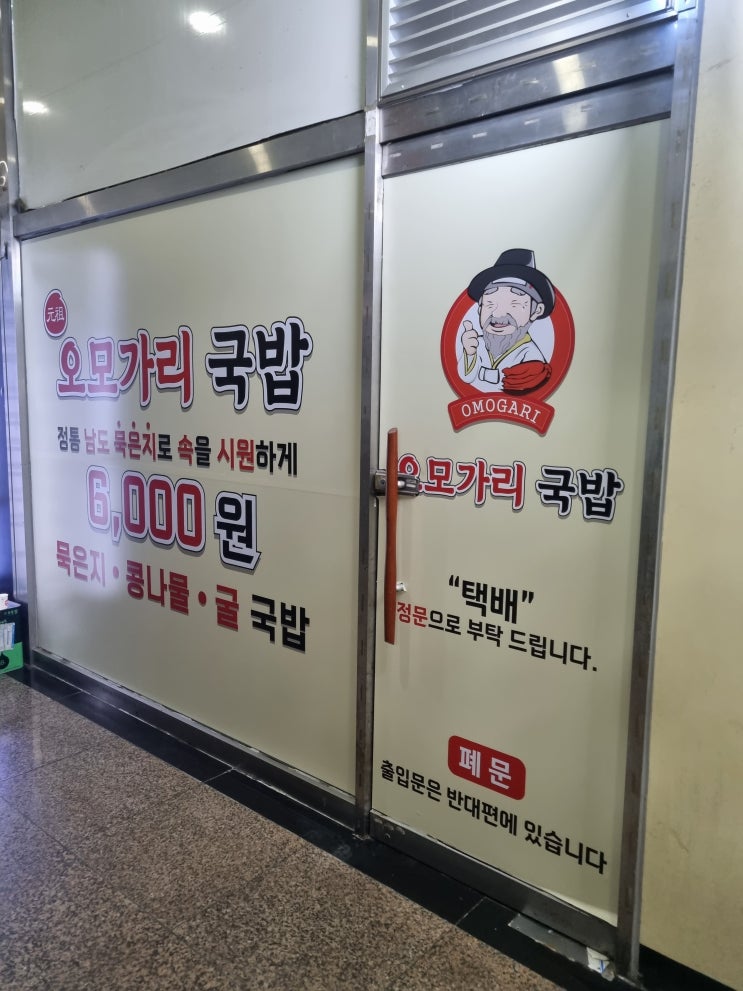 元祖
오모가리 국밥
정통 남도 묵은지로 속을 시원하게
6,000 원
묵은지 · 콩나물 · 굴 국밥
OMOGARI
오모가리 국밥
“택배”
정문으로 부탁 드립니다.
폐 문
출입문은 반대편에 있습니다